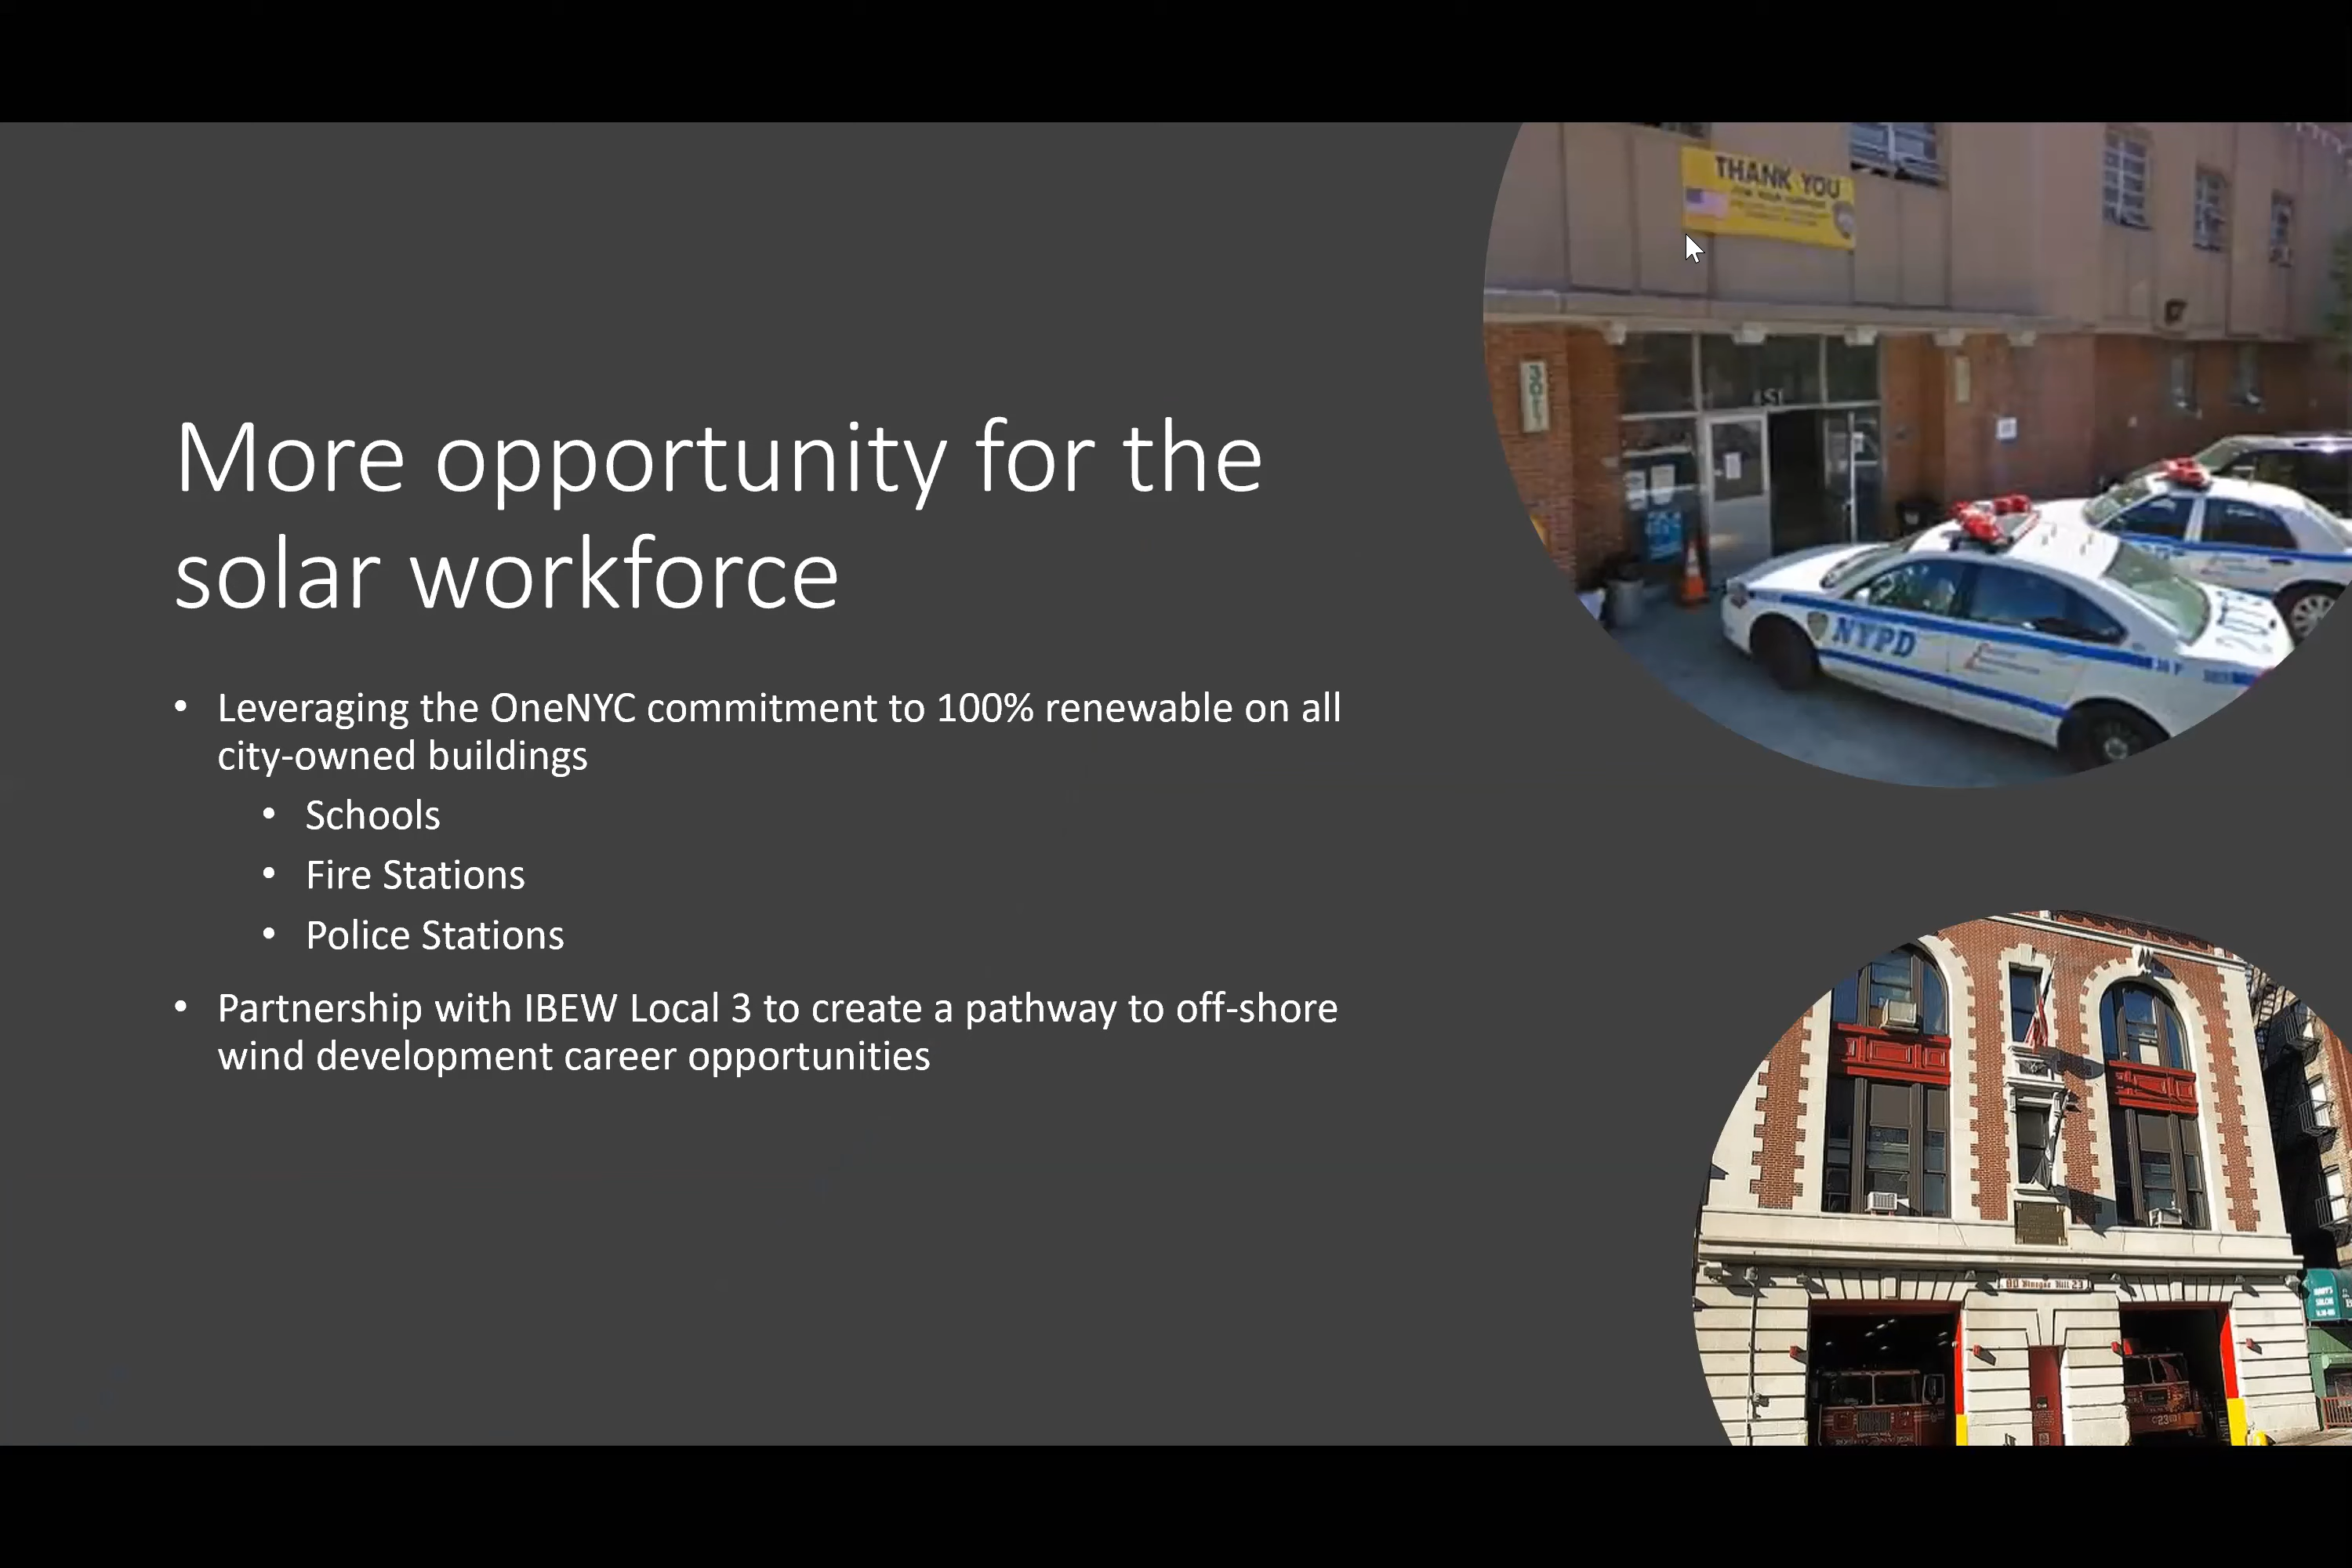 More opportunity for the
solar workforce
• Leveraging the OneNYC commitment to 100% renewable on all
city-owned buildings
• Schools
• Fire Stations
• Police Stations
• Partnership with IBEW Local 3 to create a pathway to off-shore
wind development career opportunities
THANK YOU
NYPD
Vinegar Hill